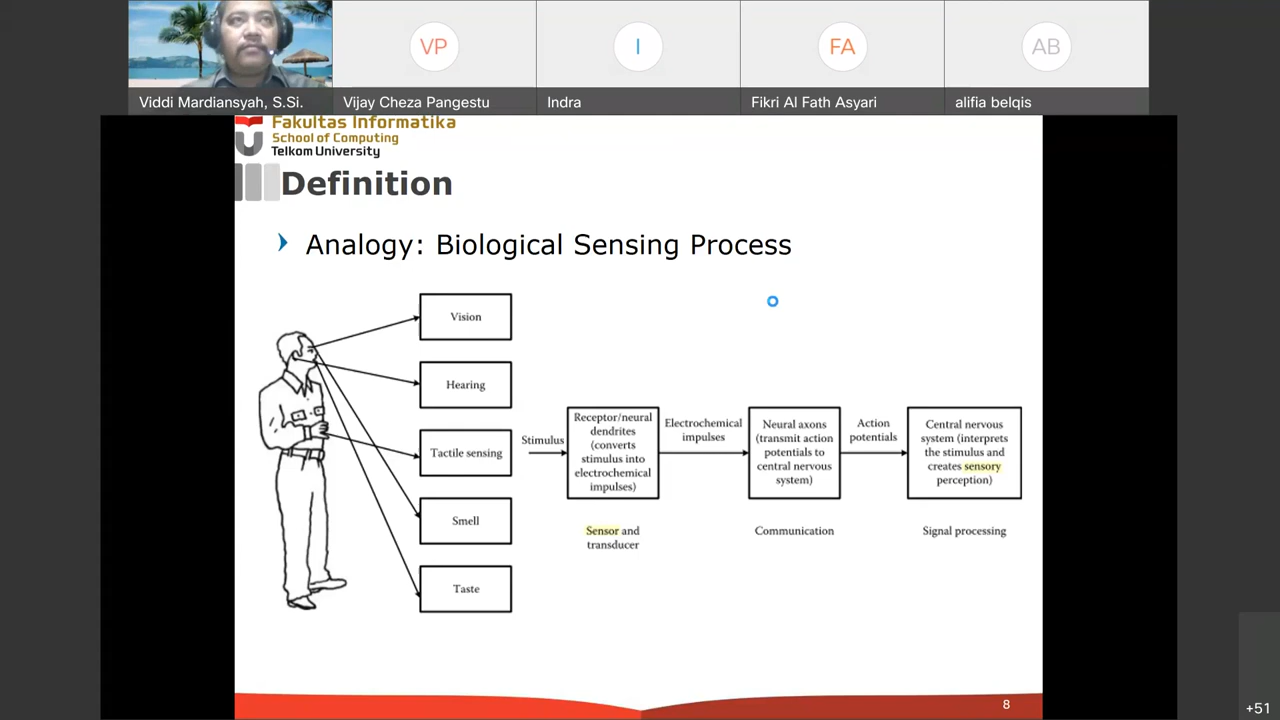 VP
I
FA
AB
Viddi Mardiansyah, S.Si.
Vijay Cheza Pangestu
Indra
Fikri Al Fath Asyari
alifia belqis
Fakultas Informatika
School of Computing
Telkom University
Definition
Analogy: Biological Sensing Process
Vision
Hearing
Tactile sensing
Smell
Taste
Stimulus
Receptor/neural
dendrites
(converts
stimulus into
electrochemical
impulses)
Sensor and
transducer
Electrochemical
impulses
Neural axons
(transmit action
potentials to
central nervous
system)
Communication
Action
potentials
Central nervous
system (interprets
the stimulus and
creates sensory
perception)
Signal processing
8
+51